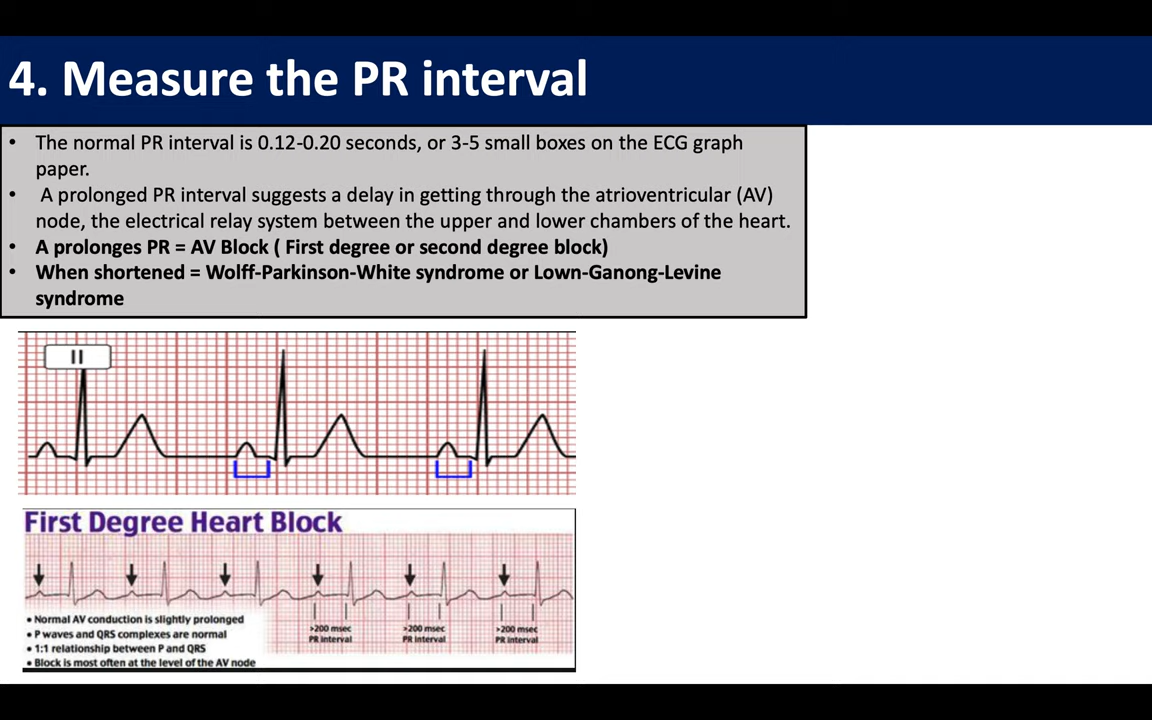 4. Measure the PR interval
• The normal PR interval is 0.12-0.20 seconds, or 3-5 small boxes on the ECG graph
paper.
• A prolonged PR interval suggests a delay in getting through the atrioventricular (AV)
node, the electrical relay system between the upper and lower chambers of the heart.
• A prolonges PR = AV Block ( First degree or second degree block)
• When shortened = Wolff-Parkinson-White syndrome or Lown-Ganong-Levine
syndrome
II
First Degree Heart Block
• Normal AV conduction is slightly prolonged
• P waves and QRS complexes are normal
• 1:1 relationship between P and QRS
• Block is most often at the level of the AV node
>200 msec
PR interval
>200 msec
PR interval
>200 msec
PR interval